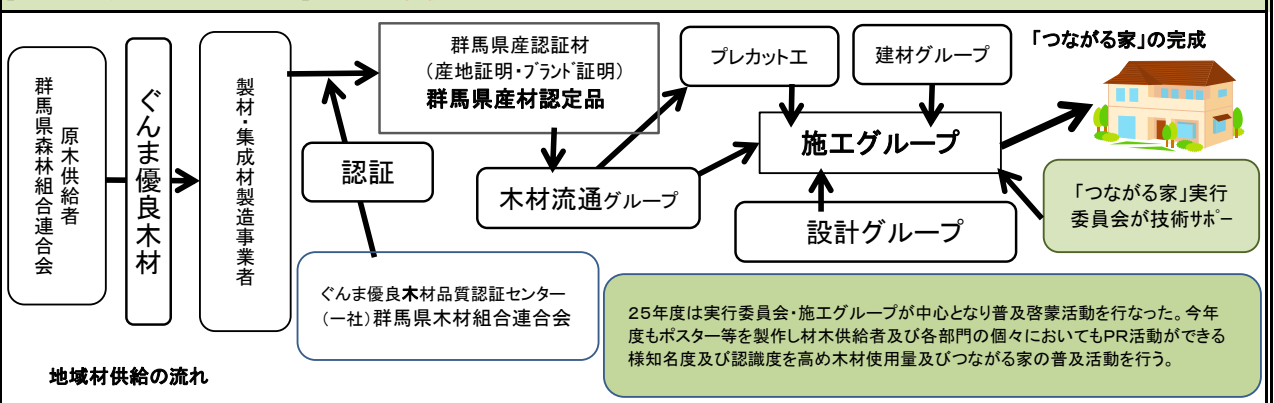 原木供給者
群馬県森林組合連合会
ぐんま優良木材
製材・集成材製造事業者
認証
ぐんま優良木材品質認証センター
(一社)群馬県木材組合連合会
群馬県産認証材
(産地証明・ブランド証明)
群馬県産材認定品
木材流通グループ
プレカット工
建材グループ
施工グループ
設計グループ
「つながる家」の完成
「つながる家」実行
委員会が技術サポー
25年度は実行委員会・施工グループが中心となり普及啓蒙活動を行なった。今年
度もポスター等を製作し材木供給者及び各部門の個々においてもPR活動ができる
様知名度及び認識度を高め木材使用量及びつながる家の普及活動を行う。
地域材供給の流れ